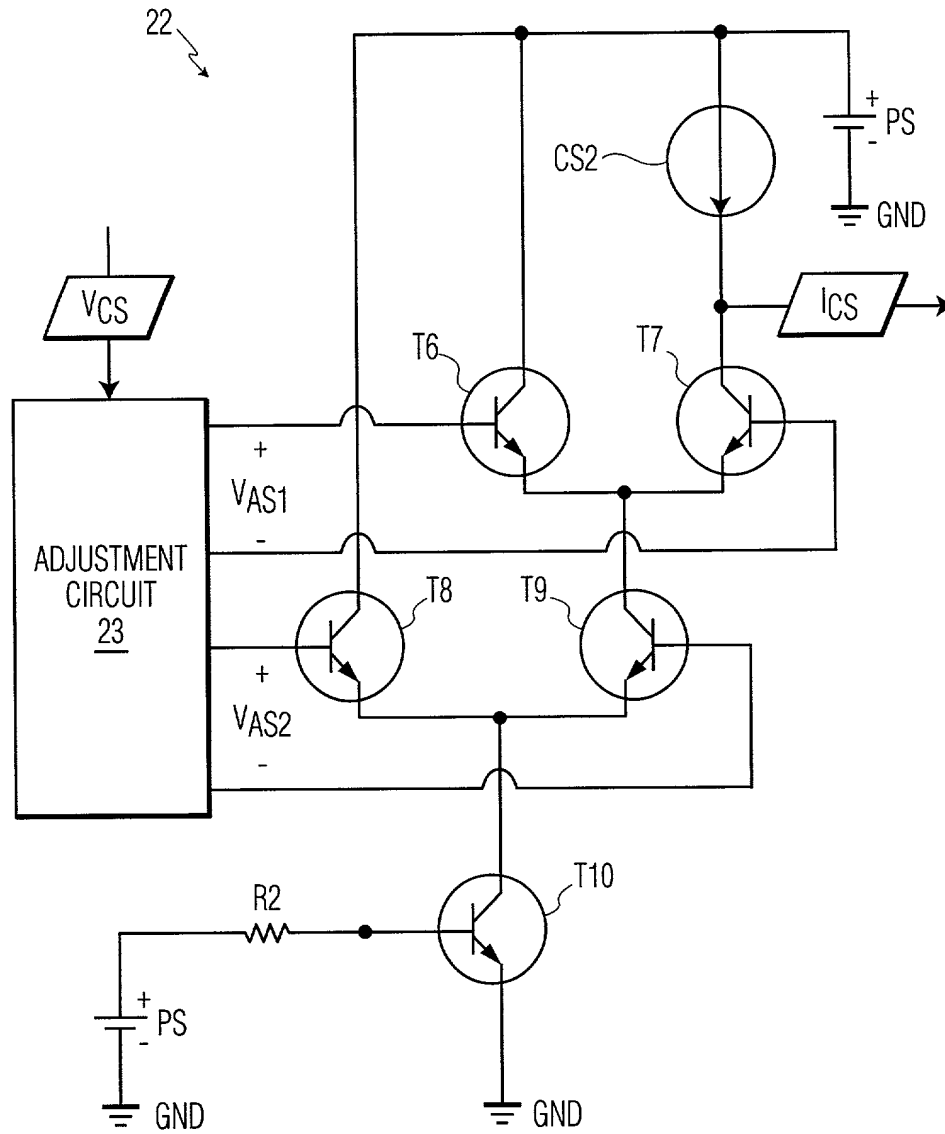 22
+
PS
-
CS2
GND
VCS
ICS
T6
T7
+
VAS1
-
ADJUSTMENT
CIRCUIT
23
T8
T9
+
VAS2
-
T10
R2
+
PS
-
GND
GND